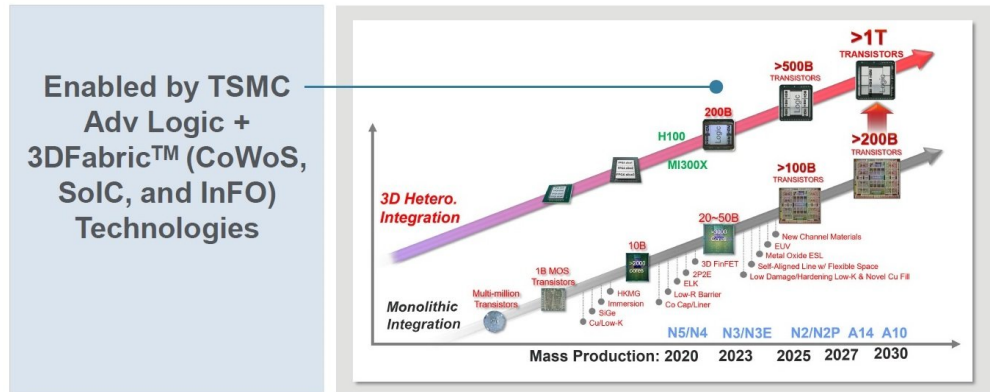 Enabled by TSMC
Adv Logic +
3DFabric™ (CoWoS,
SoIC, and InFO)
Technologies
>1T
TRANSISTORS
>500B
TRANSISTORS
200B
Logic
H100
MI300X
3D Hetero.
Integration
>200B
TRANSISTORS
>100B
TRANSISTORS
20~50B
10B
1B MOS
Transistors
Multi-million
Transistors
Monolithic
Integration
New Channel Materials
EUV
Metal Oxide ESL
Self-Aligned Line w/ Flexible Space
Low Damage/Hardening Low-K & Novel Cu Fill
3D FinFET
2P2E
ELK
Low-R Barrier
Co Cap/Liner
HKMG
Immersion
SiGe
Cu/Low-K
N5/N4 N3/N3E N2/N2P A14 A10
Mass Production: 2020 2023 2025 2027 2030